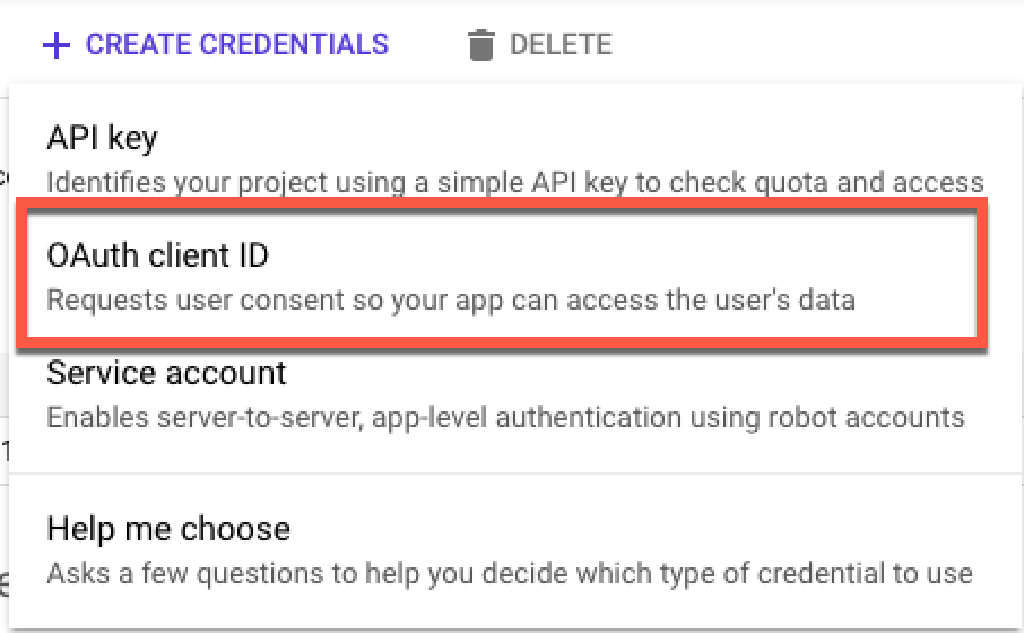 + CREATE CREDENTIALS DELETE
API key
Identifies your project using a simple API key to check quota and access
OAuth client ID
Requests user consent so your app can access the user's data
Service account
Enables server-to-server, app-level authentication using robot accounts
Help me choose
Asks a few questions to help you decide which type of credential to use